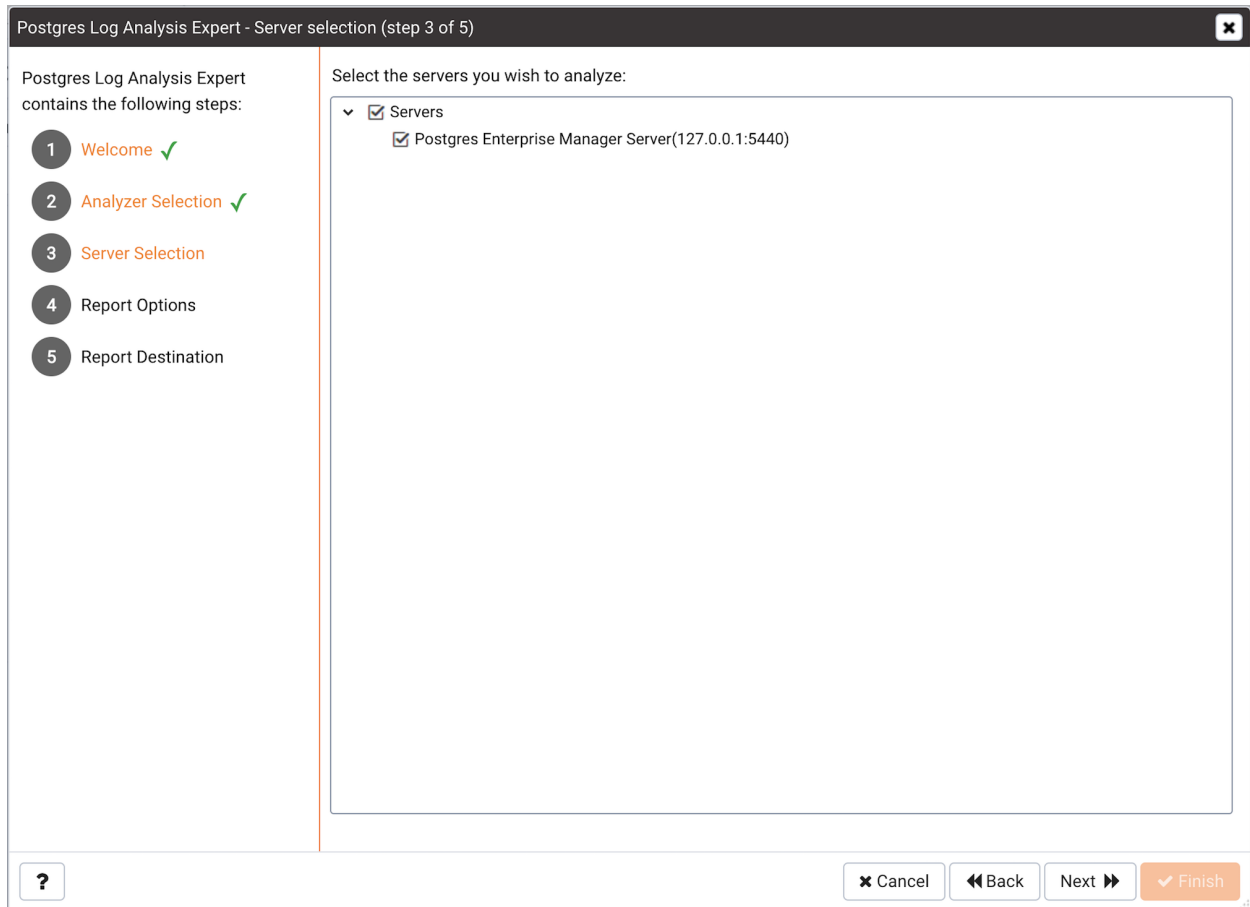 Postgres Log Analysis Expert - Server selection (step 3 of 5)
Postgres Log Analysis Expert
contains the following steps:
1 Welcome
2 Analyzer Selection
3 Server Selection
4 Report Options
5 Report Destination
Select the servers you wish to analyze:
Servers
Postgres Enterprise Manager Server(127.0.0.1:5440)
?
Cancel
Back
Next
Finish